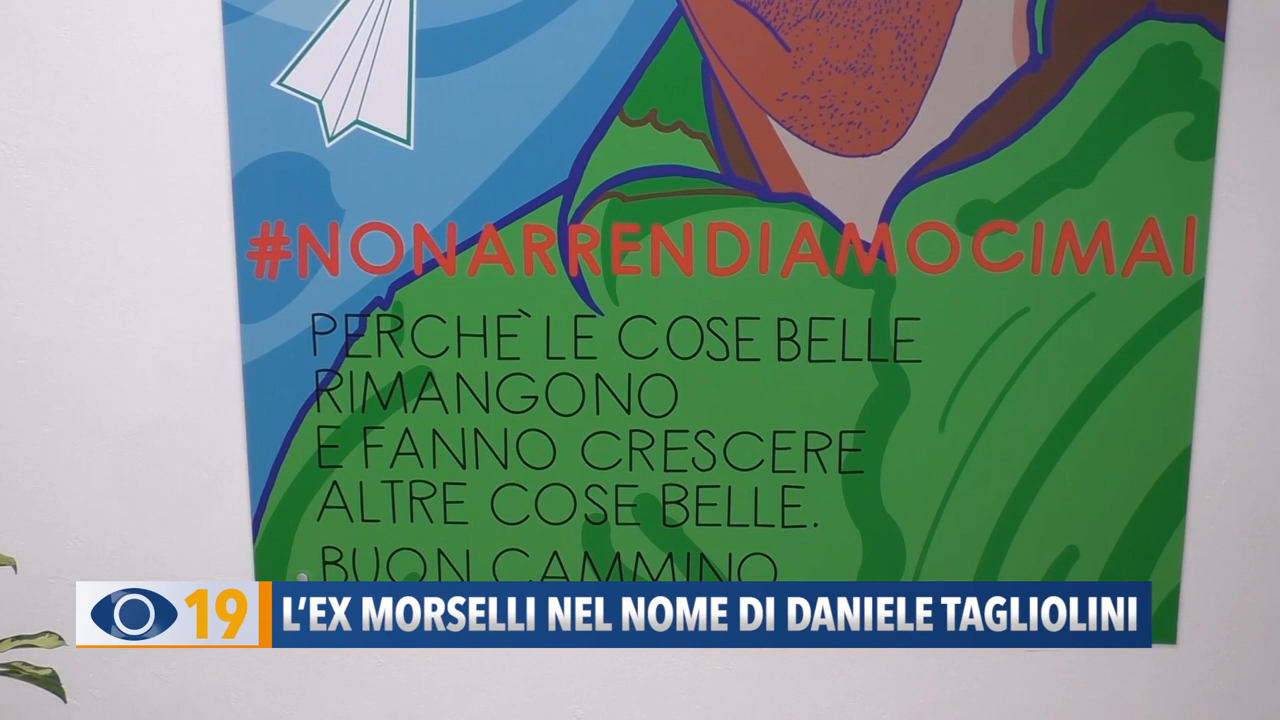 #NONARRENDIAMOCIMAI
PERCHÈ LE COSE BELLE
RIMANGONO
E FANNO CRESCERE
ALTRE COSE BELLE.
BUON CAMMINO
19
L'EX MORSELLI NEL NOME DI DANIELE TAGLIOLINI